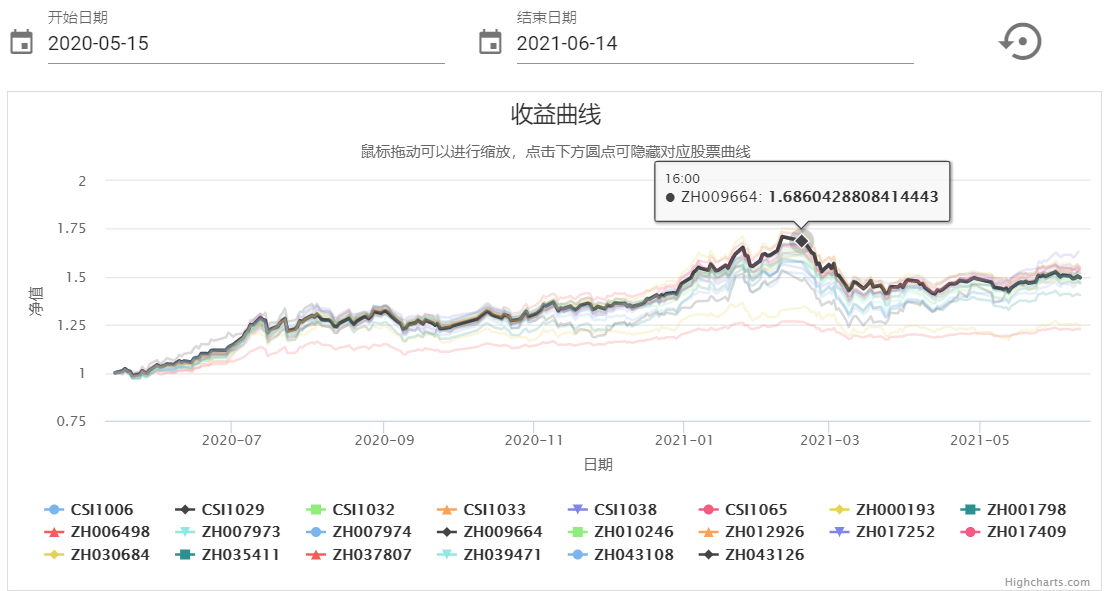 开始日期
2020-05-15
结束日期
2021-06-14
收益曲线
鼠标拖动可以进行缩放，点击下方圆点可隐藏对应股票曲线
16:00
● ZH009664: 1.6860428808414443
净值
2
1.75
1.5
1.25
1
0.75
2020-07 2020-09 2020-11 2021-01 2021-03 2021-05
日期
CSI1006 CSI1029 CSI1032 CSI1033 CSI1038 CSI1065 ZH000193 ZH001798
ZH006498 ZH007973 ZH007974 ZH009664 ZH010246 ZH012926 ZH017252 ZH017409
ZH030684 ZH035411 ZH037807 ZH039471 ZH043108 ZH043126
Highcharts.com